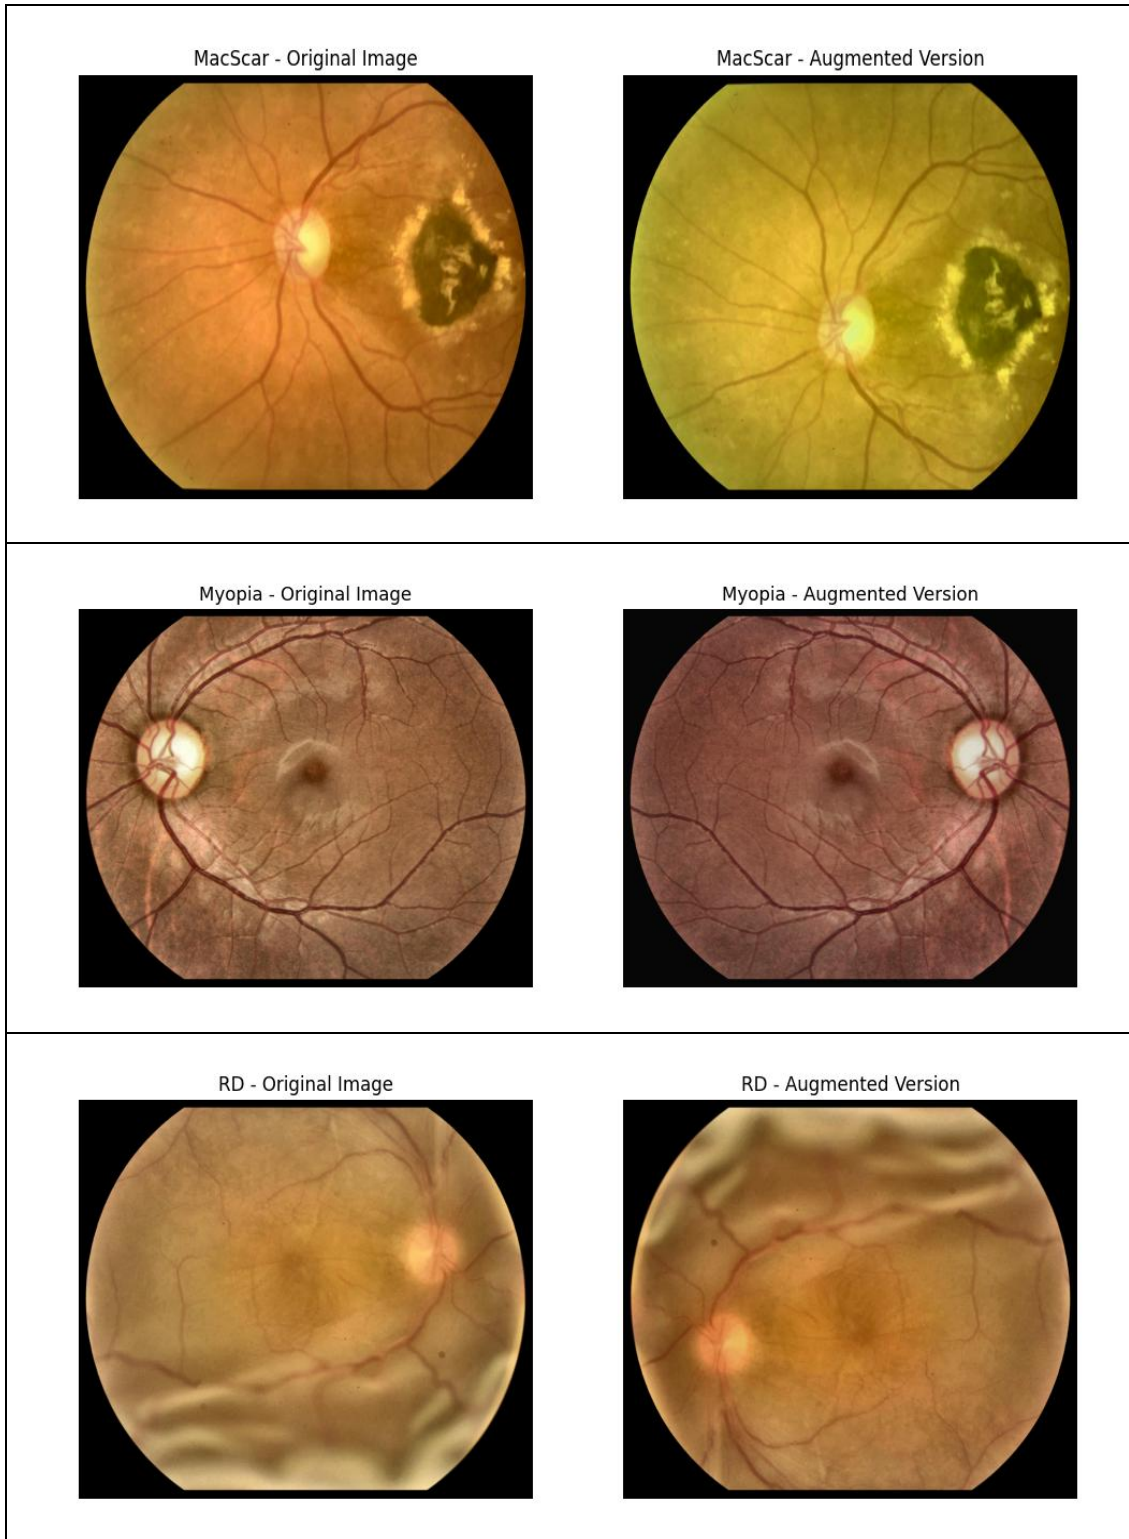 MacScar - Original Image
MacScar - Augmented Version
Myopia - Original Image
Myopia - Augmented Version
RD - Original Image
RD - Augmented Version